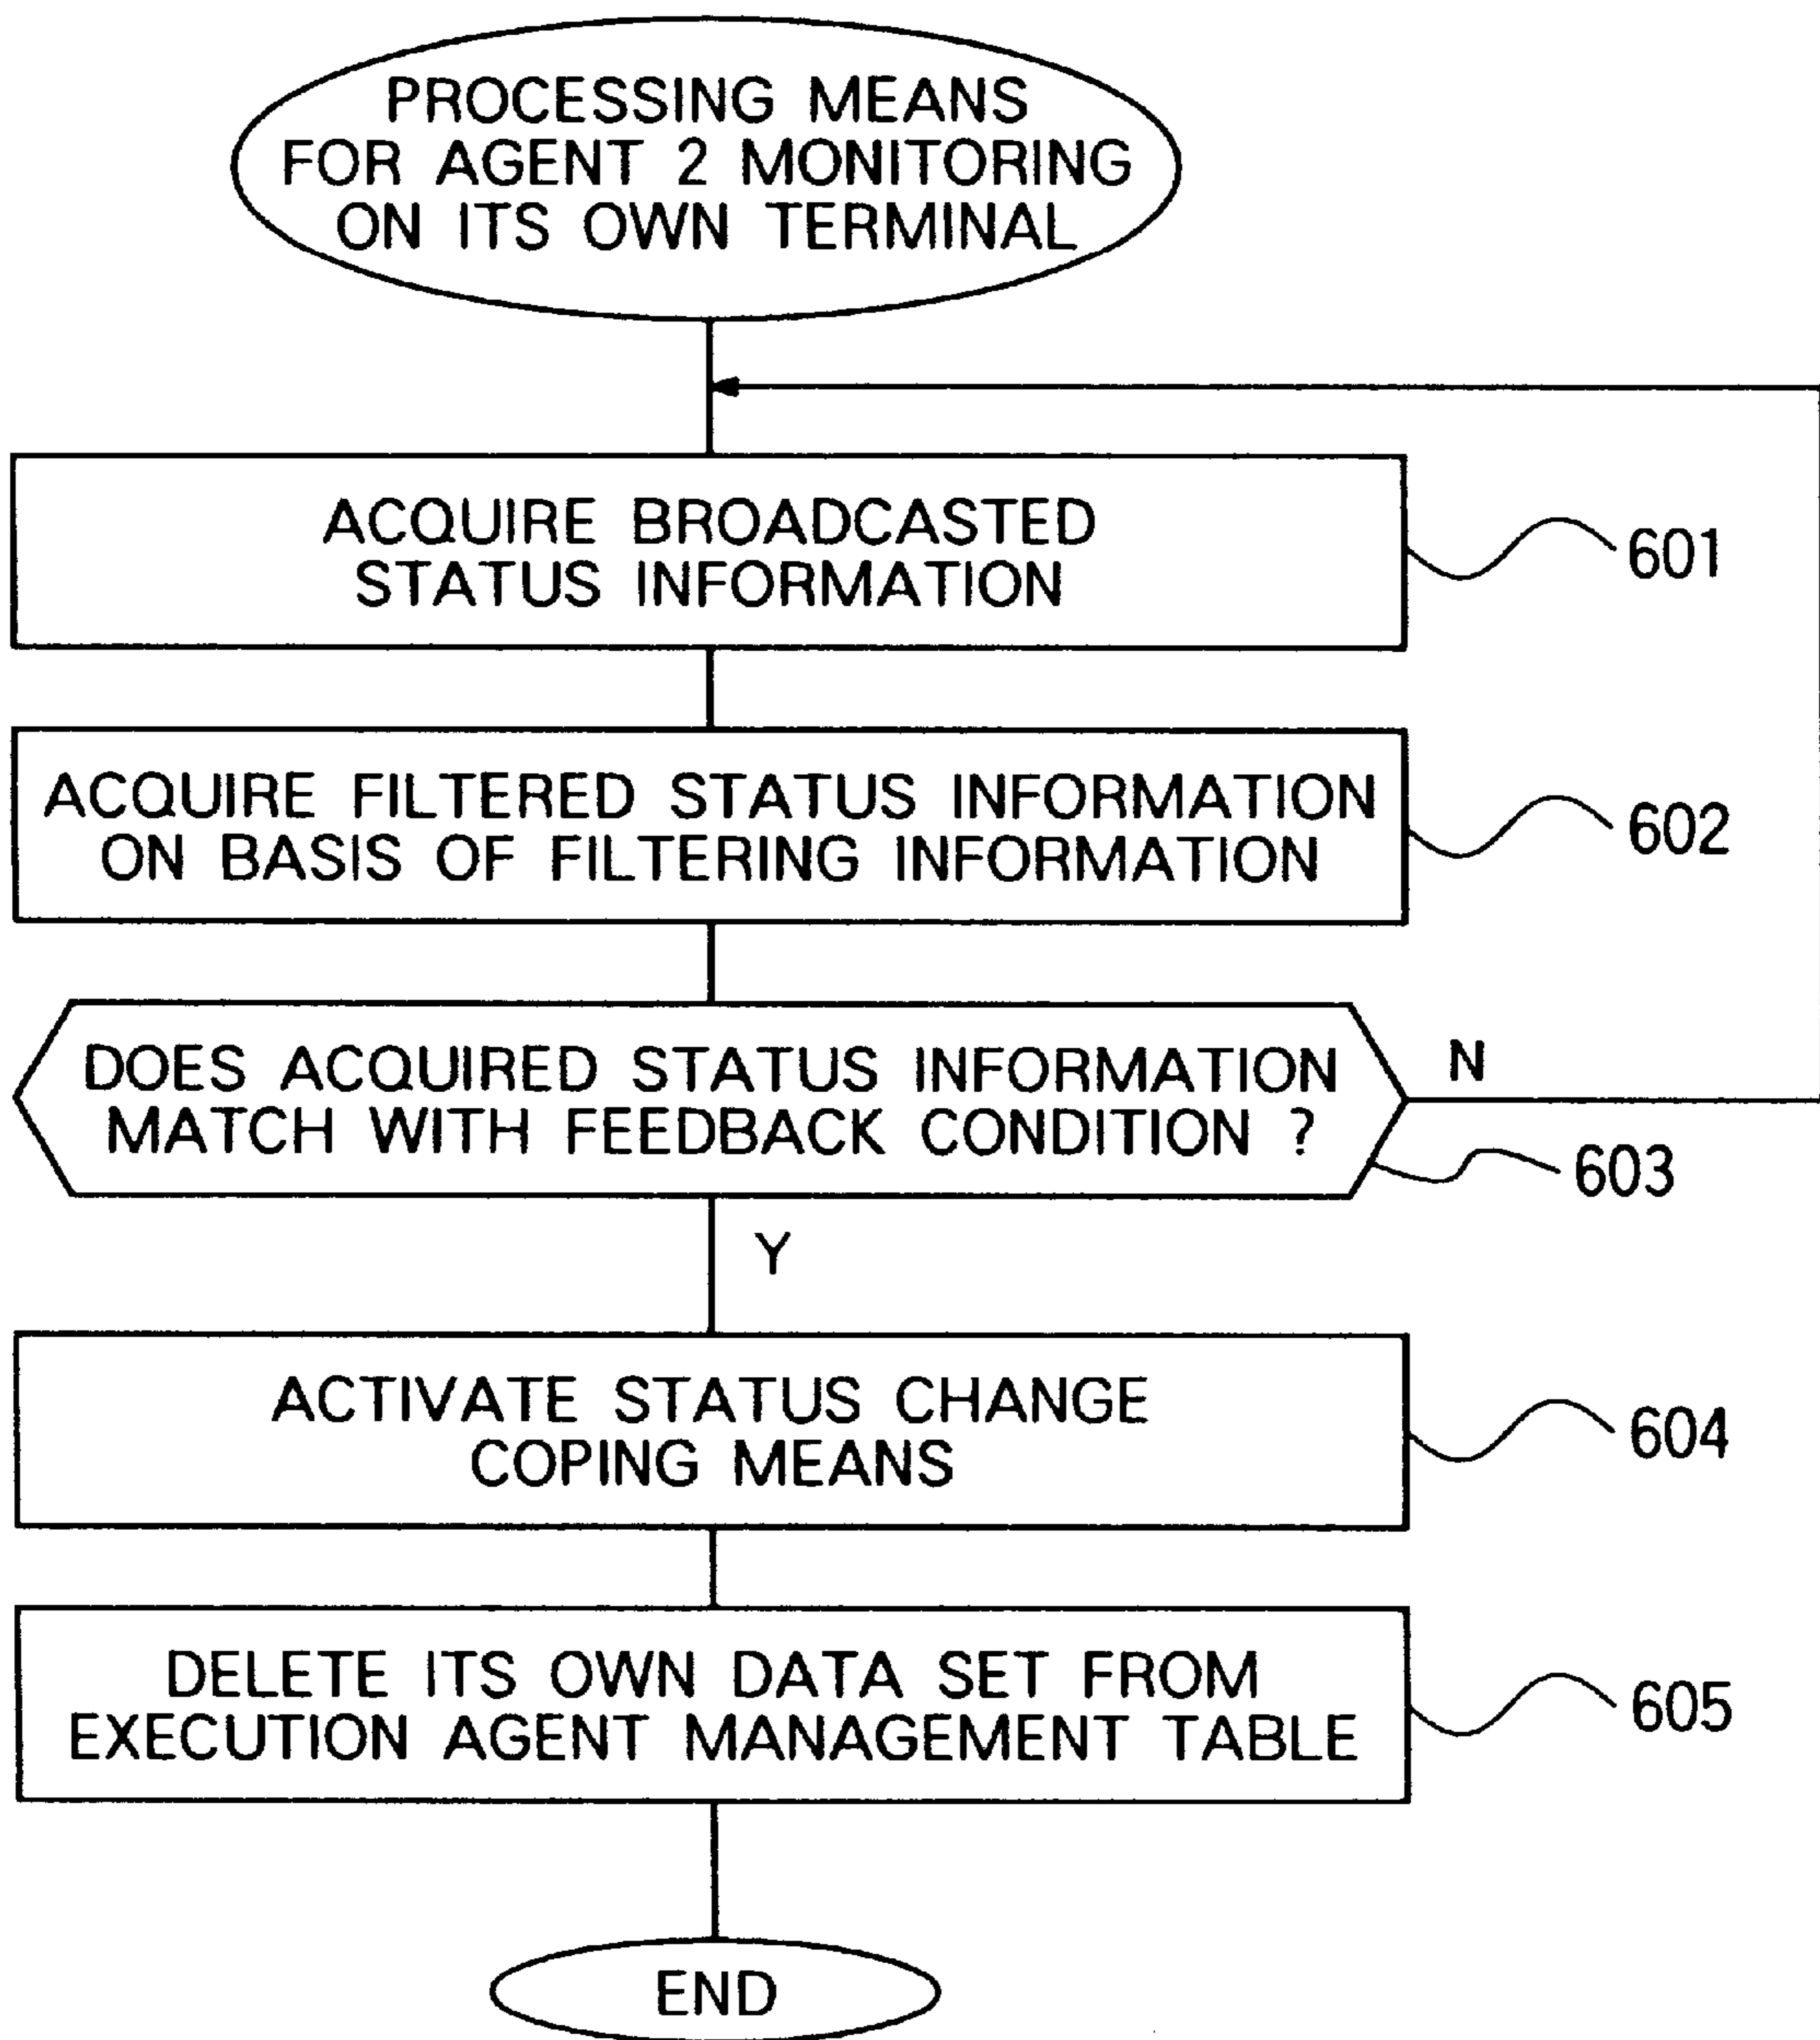 PROCESSING MEANS
FOR AGENT 2 MONITORING
ON ITS OWN TERMINAL
ACQUIRE BROADCASTED
STATUS INFORMATION
601
ACQUIRE FILTERED STATUS INFORMATION
ON BASIS OF FILTERING INFORMATION
602
DOES ACQUIRED STATUS INFORMATION
MATCH WITH FEEDBACK CONDITION ?
N
603
Y
ACTIVATE STATUS CHANGE
COPING MEANS
604
DELETE ITS OWN DATA SET FROM
EXECUTION AGENT MANAGEMENT TABLE
605
END